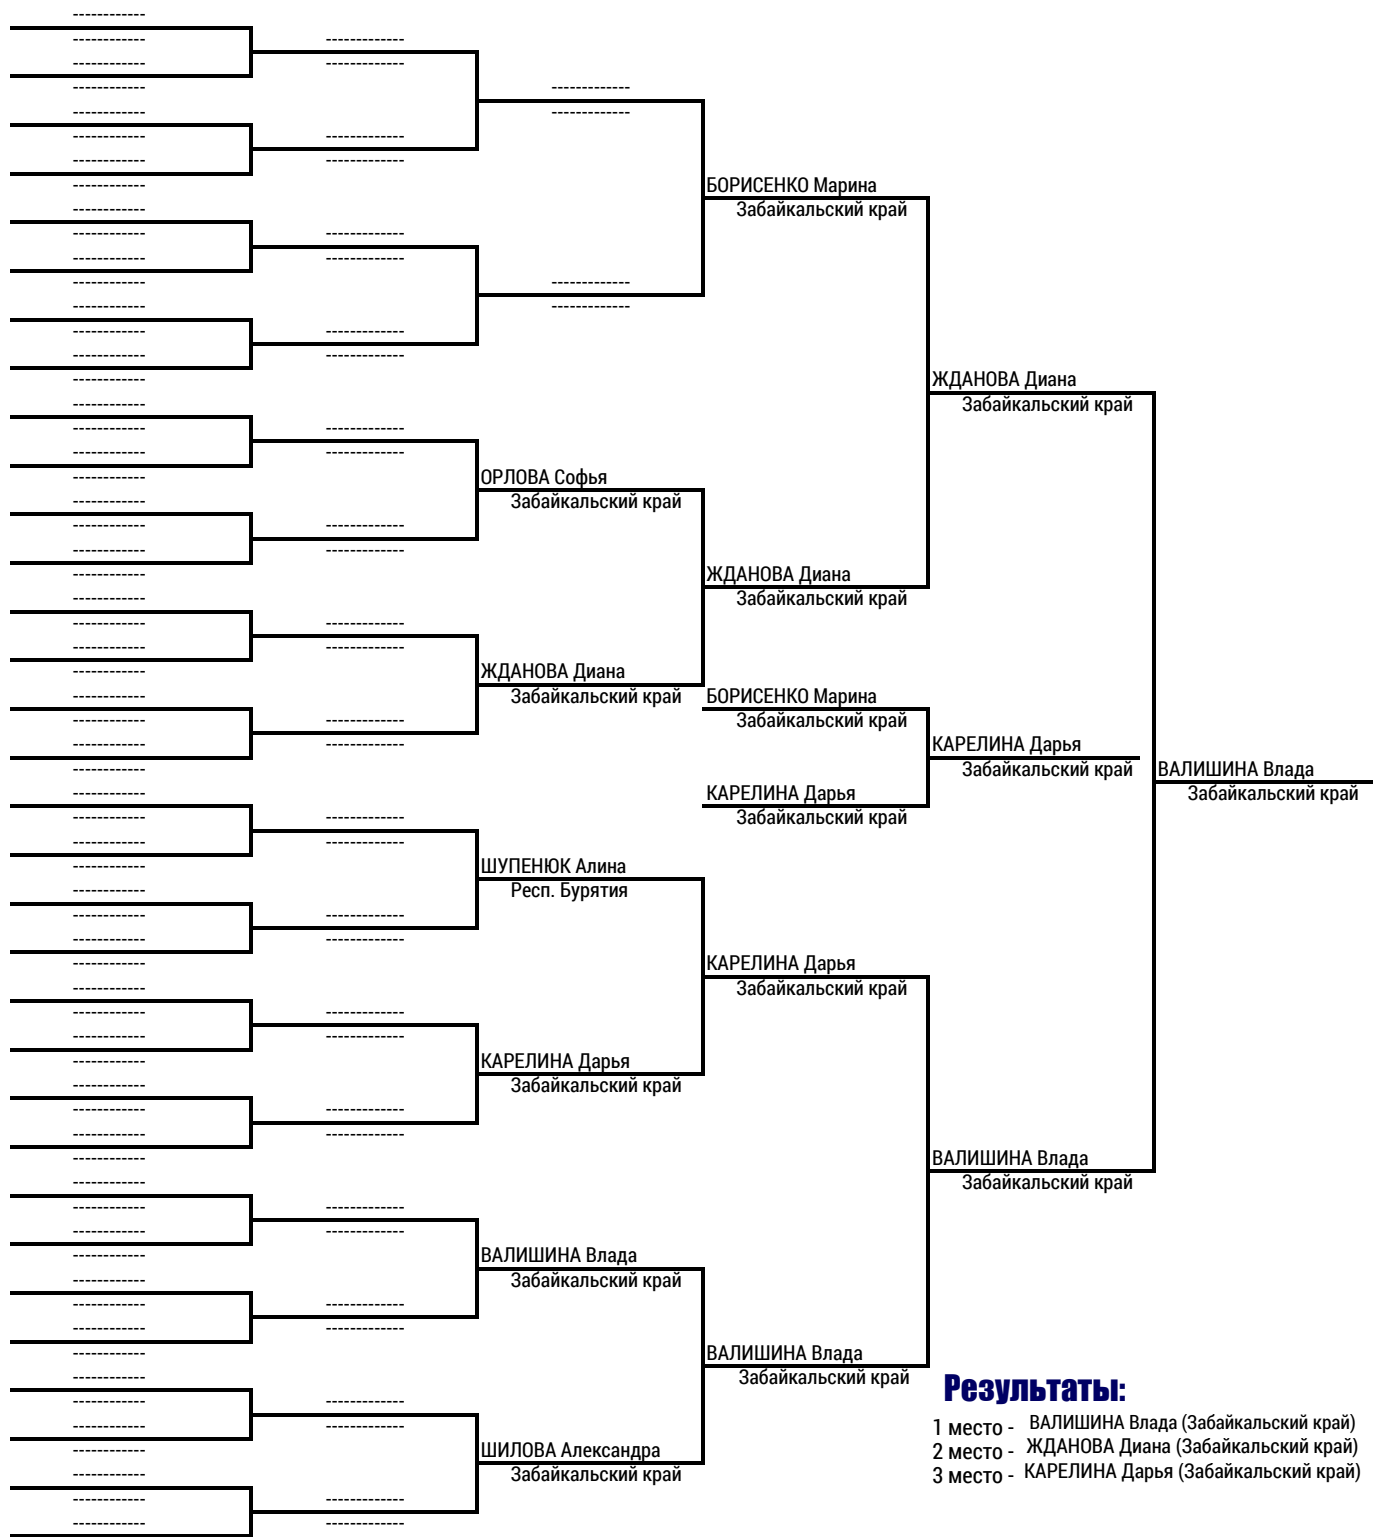 БОРИСЕНКО Марина
Забайкальский край
ЖДАНОВА Диана
Забайкальский край
ОРЛОВА Софья
Забайкальский край
ЖДАНОВА Диана
Забайкальский край
ЖДАНОВА Диана
Забайкальский край
БОРИСЕНКО Марина
Забайкальский край
КАРЕЛИНА Дарья
Забайкальский край
ВАЛИШИНА Влада
Забайкальский край
КАРЕЛИНА Дарья
Забайкальский край
ШУПЕНЮК Алина
Респ. Бурятия
КАРЕЛИНА Дарья
Забайкальский край
КАРЕЛИНА Дарья
Забайкальский край
ВАЛИШИНА Влада
Забайкальский край
ВАЛИШИНА Влада
Забайкальский край
ВАЛИШИНА Влада
Забайкальский край
ШИЛОВА Александра
Забайкальский край
Результаты:
1 место - ВАЛИШИНА Влада (Забайкальский край)
2 место - ЖДАНОВА Диана (Забайкальский край)
3 место - КАРЕЛИНА Дарья (Забайкальский край)